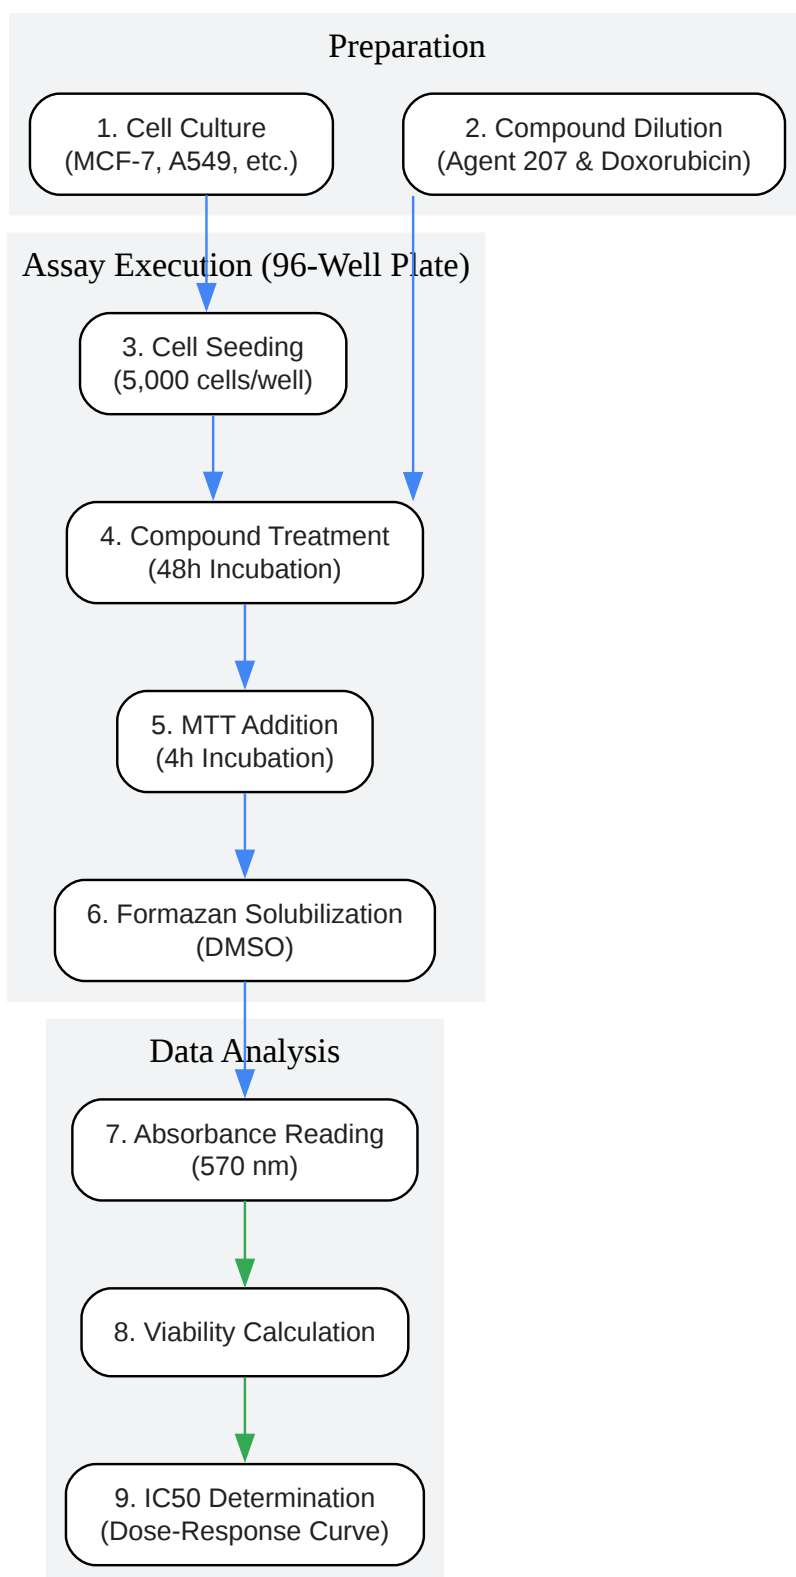 Preparation
1. Cell Culture
(MCF-7, A549, etc.)
2. Compound Dilution
(Agent 207 & Doxorubicin)
Assay Execution (96-Well Plate)
3. Cell Seeding
(5,000 cells/well)
4. Compound Treatment
(48h Incubation)
5. MTT Addition
(4h Incubation)
6. Formazan Solubilization
(DMSO)
Data Analysis
7. Absorbance Reading
(570 nm)
8. Viability Calculation
9. IC50 Determination
(Dose-Response Curve)